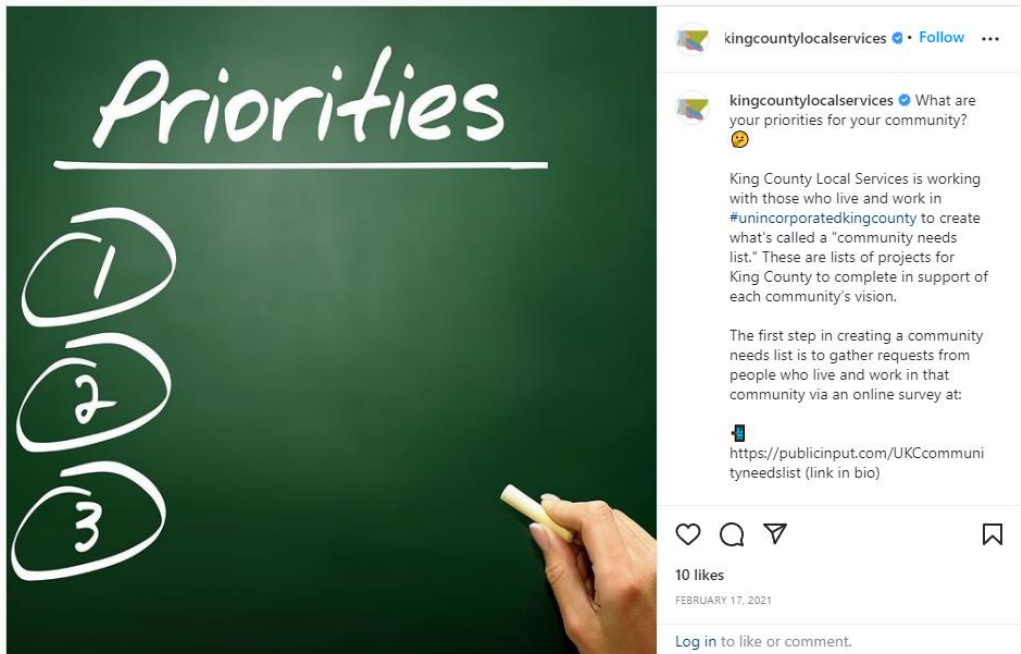 Priorities
1
2
3
kingcountylocalservices • Follow •••
kingcountylocalservices What are
your priorities for your community?
🤔
King County Local Services is working
with those who live and work in
#unincorporatedkingcounty to create
what's called a "community needs
list." These are lists of projects for
King County to complete in support of
each community's vision.
The first step in creating a community
needs list is to gather requests from
people who live and work in that
community via an online survey at:
📲
https://publicinput.com/UKCcommuni
tyneedslist (link in bio)
10 likes
FEBRUARY 17, 2021
Log in to like or comment.